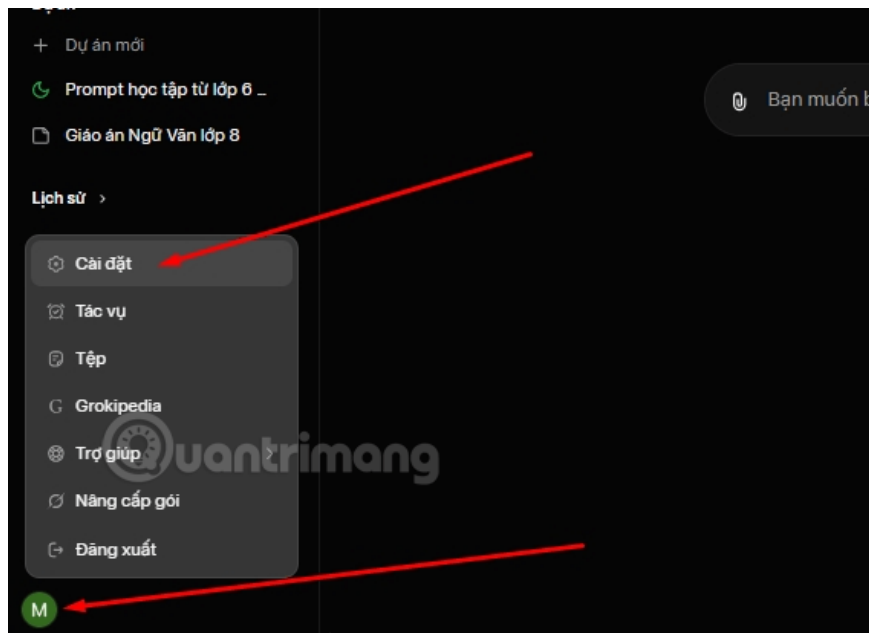 Dự án mới
Prompt học tập từ lớp 6 ...
Giáo án Ngữ Văn lớp 8
Bạn muốn b
Lịch sử
Cài đặt
Tác vụ
Tệp
Grokipedia
Trợ giúp
Quantrimang
Nâng cấp gói
Đăng xuất
M